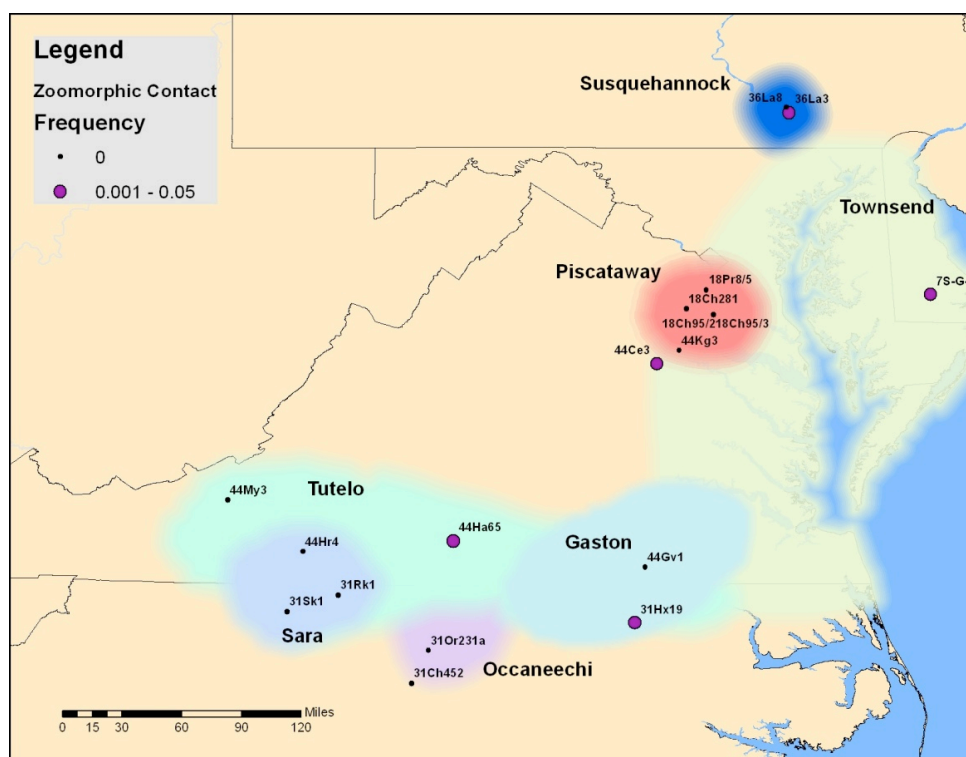 Legend
Zoomorphic Contact
Frequency
0
0.001 - 0.05
Susquehannock
36La8 36La3
Townsend
Piscataway
18Pr8/5
7S-G-
18Ch281
18Ch95/218Ch95/3
44Kg3
44Ce3
Tutelo
44My3
44Ha65
Gaston
44Hr4
44Gv1
31Rk1
31Sk1
31Hx19
Sara
31Or231a
Occaneechi
31Ch452
Miles
0 15 30 60 90 120